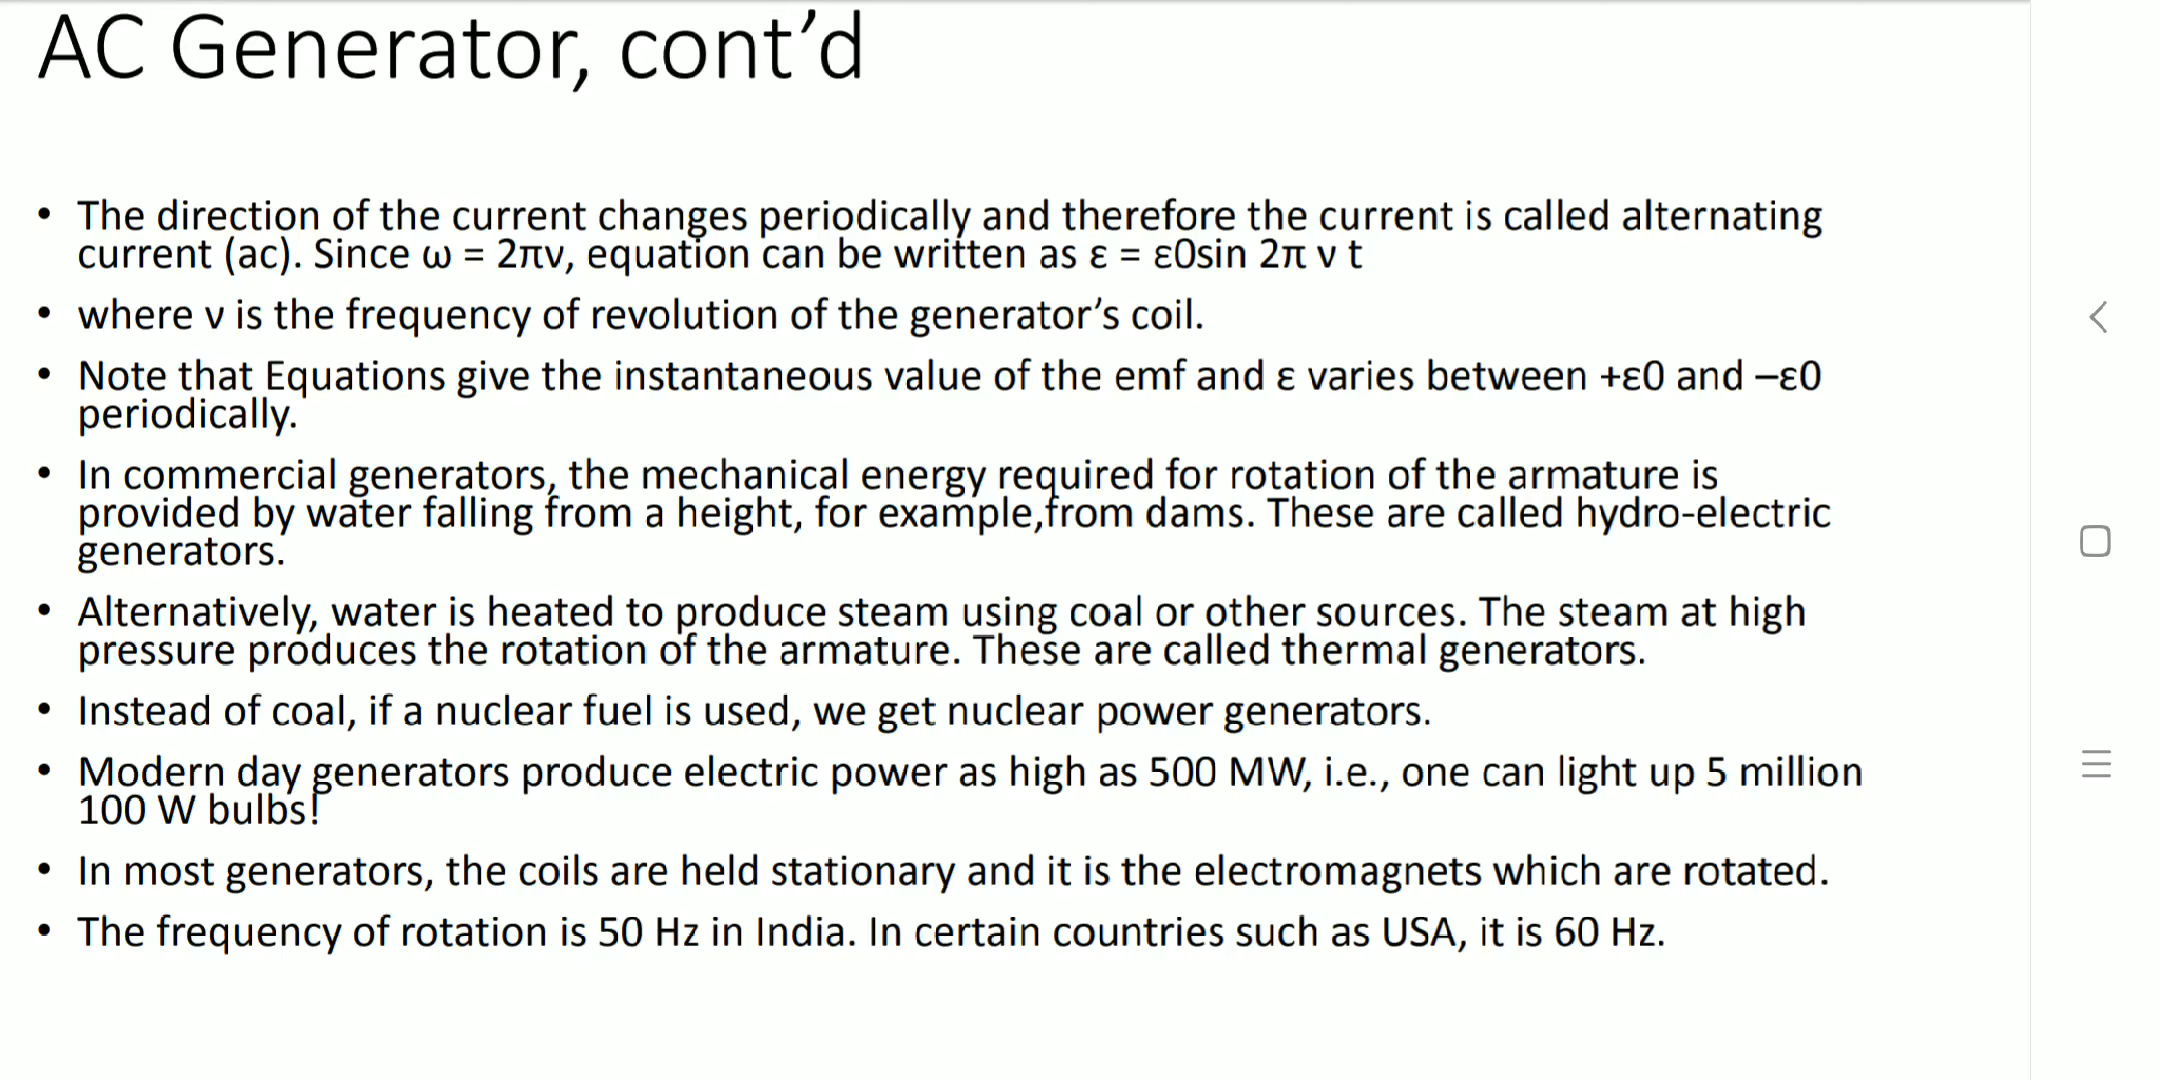 AC Generator, cont’d
• The direction of the current changes periodically and therefore the current is called alternating
current (ac). Since ω = 2πν, equation can be written as ε = ε0sin 2π ν t
• where ν is the frequency of revolution of the generator’s coil.
• Note that Equations give the instantaneous value of the emf and ε varies between +ε0 and –ε0
periodically.
• In commercial generators, the mechanical energy required for rotation of the armature is
provided by water falling from a height, for example,from dams. These are called hydro-electric
generators.
• Alternatively, water is heated to produce steam using coal or other sources. The steam at high
pressure produces the rotation of the armature. These are called thermal generators.
• Instead of coal, if a nuclear fuel is used, we get nuclear power generators.
• Modern day generators produce electric power as high as 500 MW, i.e., one can light up 5 million
100 W bulbs!
• In most generators, the coils are held stationary and it is the electromagnets which are rotated.
• The frequency of rotation is 50 Hz in India. In certain countries such as USA, it is 60 Hz.